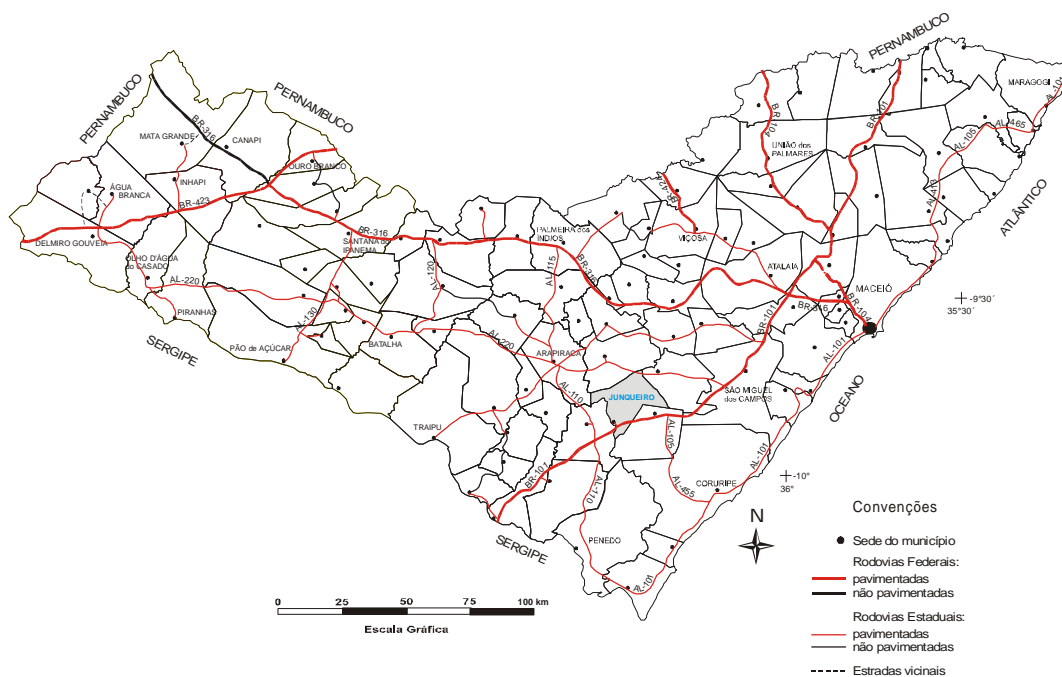 PERNAMBUCO
MARAGOGI
AL-101
PERNAMBUCO
PERNAMBUCO
BR-104
BR-101
AL-465
AL-105
BR-316
MATA GRANDE
CANAPI
UNIÃO dos
PALMARES
OURO BRANCO
ÁGUA
BRANCA
INHAPI
BR-423
AL-413
ATLÂNTICO
DELMIRO GOUVEIA
BR-316
SANTANA do
IPANEMA
PALMEIRA dos
ÍNDIOS
VIÇOSA
OLHO D'ÁGUA
do CASADO
AL-220
AL-120
AL-115
BR-316
ATALAIA
MACEIÓ
BR-104
BR-316
-9°30´
35°30´
PIRANHAS
AL-130
SERGIPE
BATALHA
AL-220
BR-101
AL-101
PÃO de AÇÚCAR
ARAPIRACA
JUNQUEIRO
AL-110
SÃO MIGUEL
dos CAMPOS
OCEANO
TRAIPU
AL-105
AL-101
BR-101
AL-110
AL-455
CORURIPE
-10°
36°
SERGIPE
PENEDO
AL-101
N
0 25 50 75 100 km
Escala Gráfica
Convenções
Sede do município
Rodovias Federais:
pavimentadas
não pavimentadas
Rodovias Estaduais:
pavimentadas
não pavimentadas
Estradas vicinais